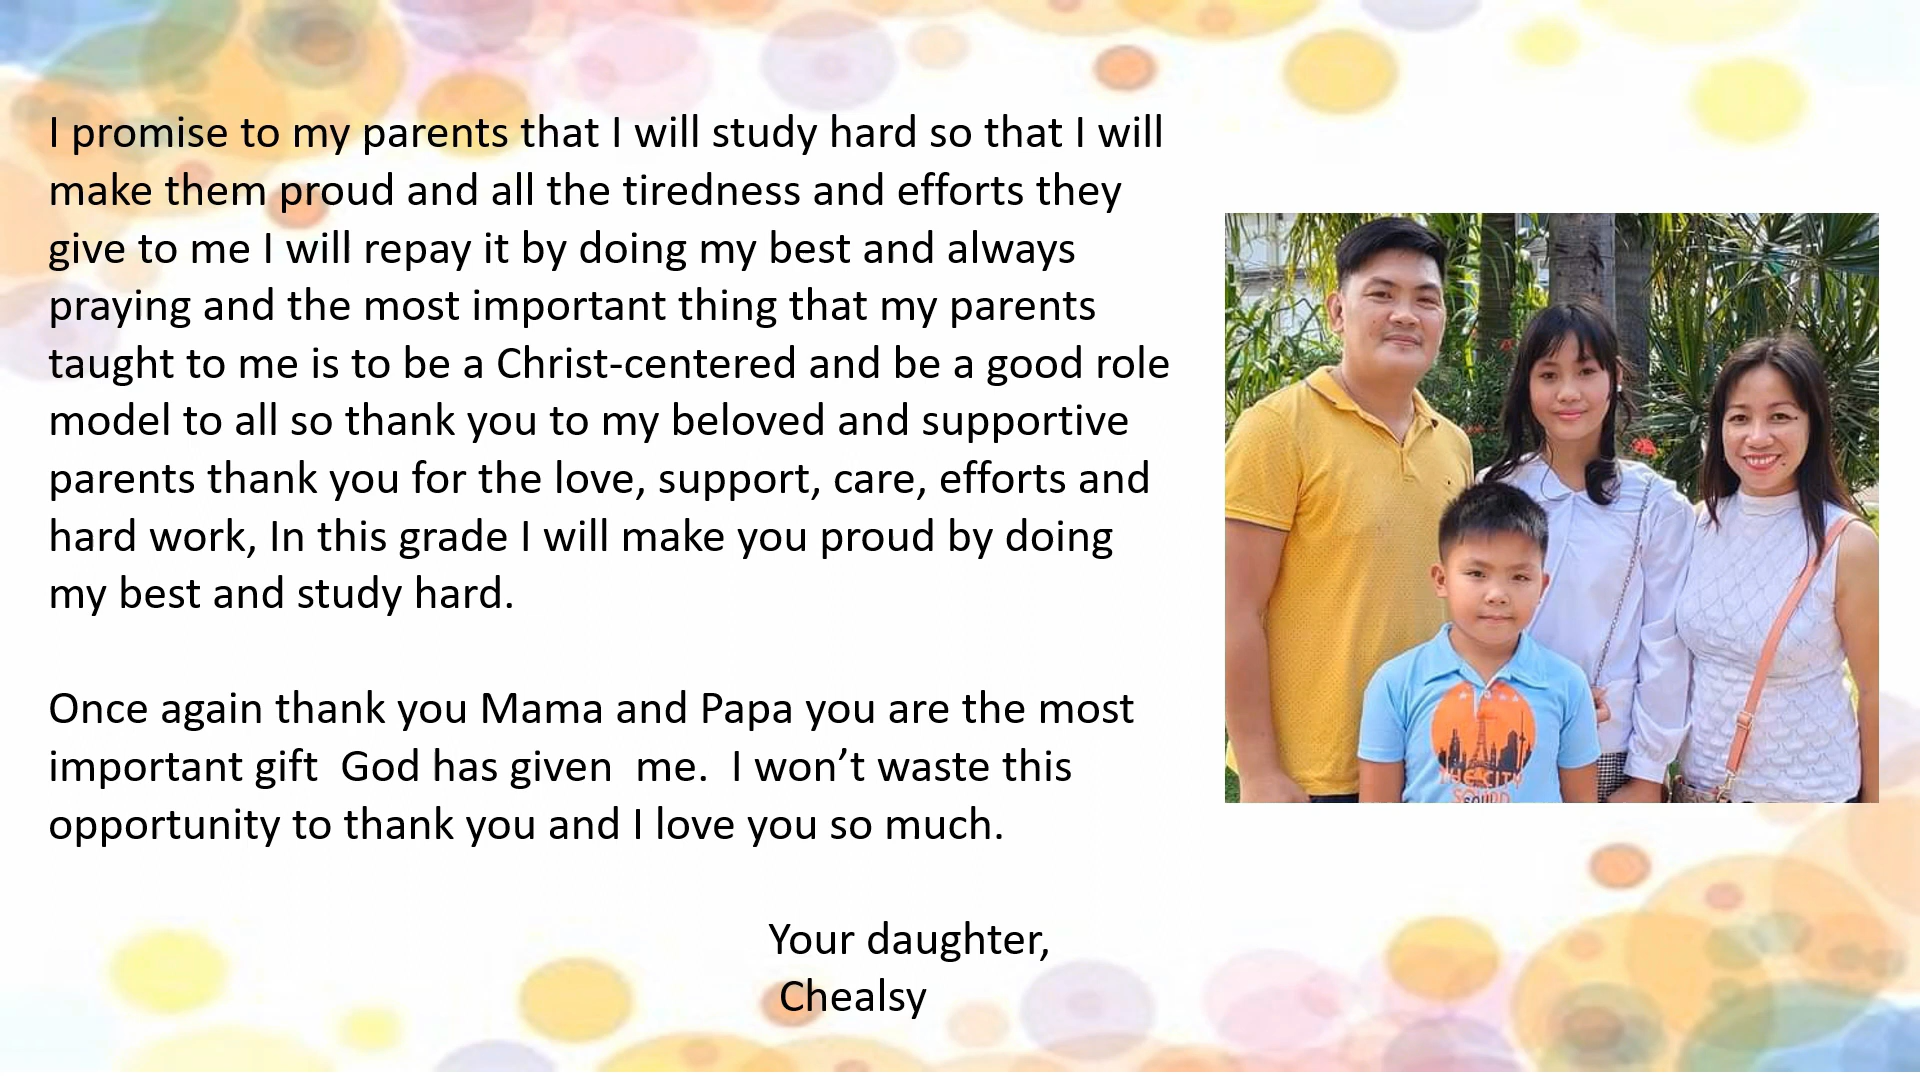 I promise to my parents that I will study hard so that I will
make them proud and all the tiredness and efforts they
give to me I will repay it by doing my best and always
praying and the most important thing that my parents
taught to me is to be a Christ-centered and be a good role
model to all so thank you to my beloved and supportive
parents thank you for the love, support, care, efforts and
hard work, In this grade I will make you proud by doing
my best and study hard.
Once again thank you Mama and Papa you are the most
important gift  God has given  me.  I won’t waste this
opportunity to thank you and I love you so much.
Your daughter,
Chealsy
THE CITY
SQUAD